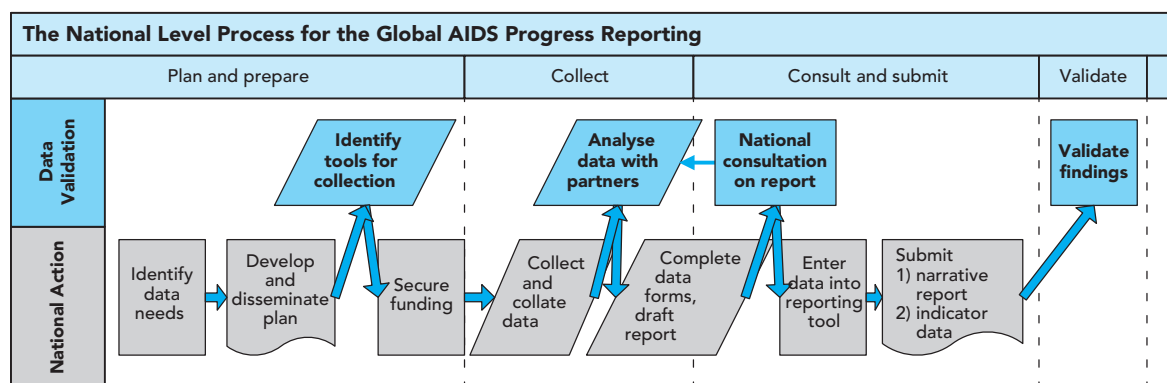 The National Level Process for the Global AIDS Progress Reporting
Plan and prepare
Collect
Consult and submit
Validate
Data
Validation
Identify
tools for
collection
Analyse
data with
partners
National
consultation
on report
Validate
findings
National Action
Identify
data
needs
Develop
and
disseminate
plan
Secure
funding
Collect
and
collate
data
Complete
data
forms,
draft
report
Enter
data into
reporting
tool
Submit
1) narrative
report
2) indicator
data